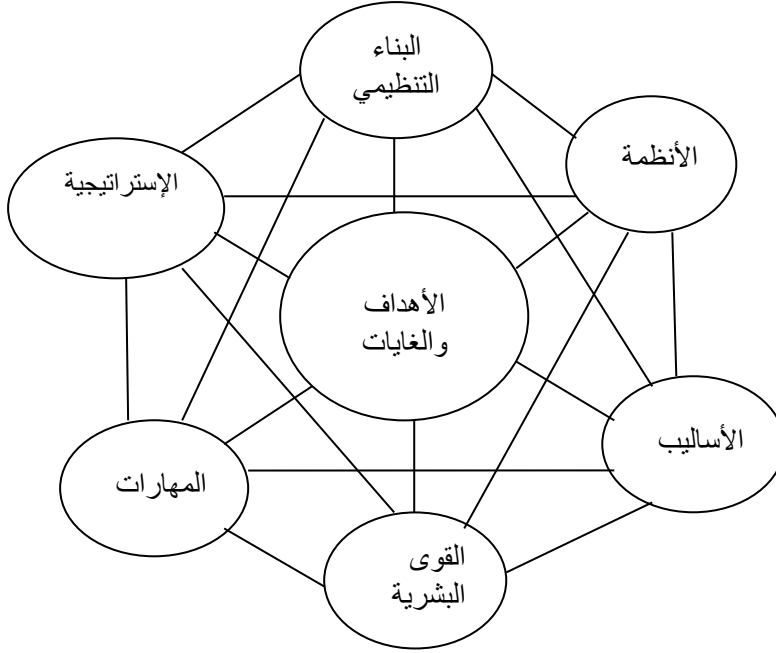 البناء
التنظيمي
الأنظمة
الإستراتيجية
الأهداف
والغايات
الأساليب
المهارات
القوى
البشرية